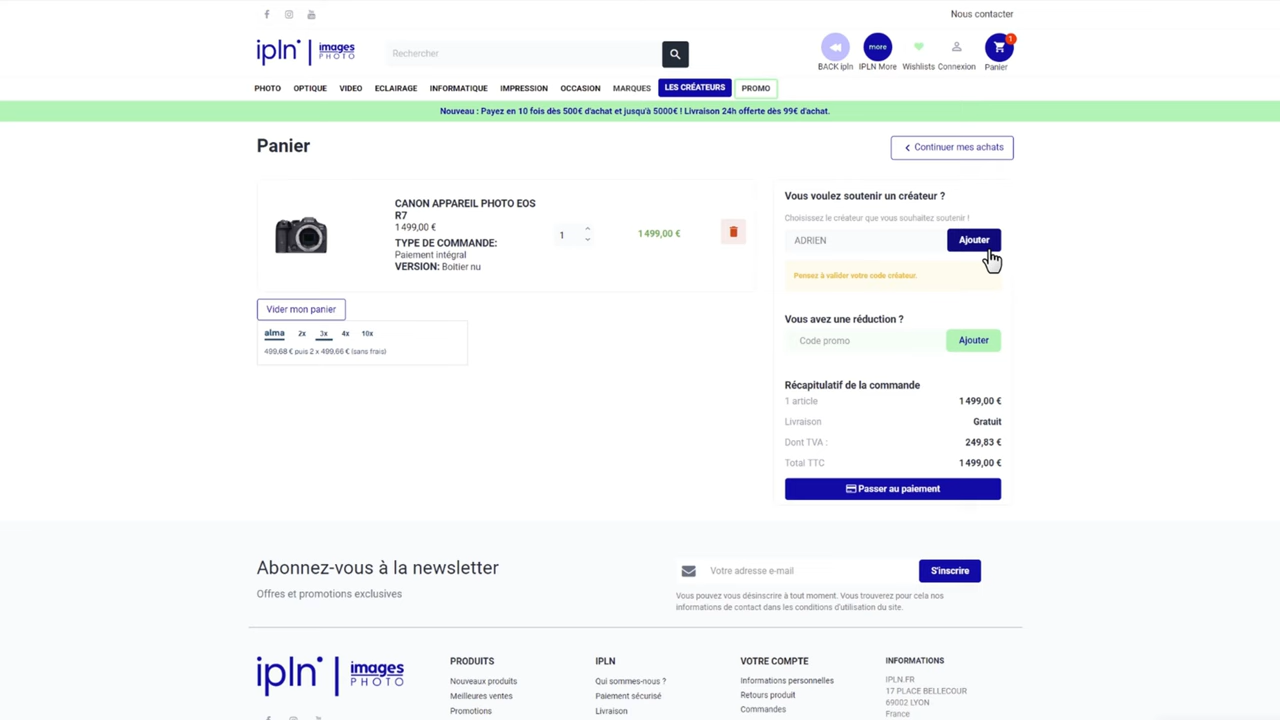 Nous contacter
ipln | images PHOTO
Rechercher
more
1
BACK ipln
IPLN More
Wishlists
Connexion
Panier
PHOTO
OPTIQUE
VIDEO
ECLAIRAGE
INFORMATIQUE
IMPRESSION
OCCASION
MARQUES
LES CRÉATEURS
PROMO
Nouveau : Payez en 10 fois dès 500€ d'achat et jusqu'à 5000€ ! Livraison 24h offerte dès 99€ d'achat.
Panier
Continuer mes achats
CANON APPAREIL PHOTO EOS
R7
1 499,00 €
TYPE DE COMMANDE:
Paiement intégral
VERSION: Boitier nu
1
1 499,00 €
Vider mon panier
alma 2x 3x 4x 10x
499,68 € puis 2 x 499,66 € (sans frais)
Vous voulez soutenir un créateur ?
Choisissez le créateur que vous souhaitez soutenir !
ADRIEN
Ajouter
Pensez à valider votre code créateur.
Vous avez une réduction ?
Code promo
Ajouter
Récapitulatif de la commande
1 article 1 499,00 €
Livraison Gratuit
Dont TVA : 249,83 €
Total TTC 1 499,00 €
Passer au paiement
Abonnez-vous à la newsletter
Offres et promotions exclusives
Votre adresse e-mail
S'inscrire
Vous pouvez vous désinscrire à tout moment. Vous trouverez pour cela nos
informations de contact dans les conditions d'utilisation du site.
ipln | images PHOTO
PRODUITS
Nouveaux produits
Meilleures ventes
Promotions
IPLN
Qui sommes-nous ?
Paiement sécurisé
Livraison
VOTRE COMPTE
Informations personnelles
Retours produit
Commandes
INFORMATIONS
IPLN.FR
17 PLACE BELLECOUR
69002 LYON
France